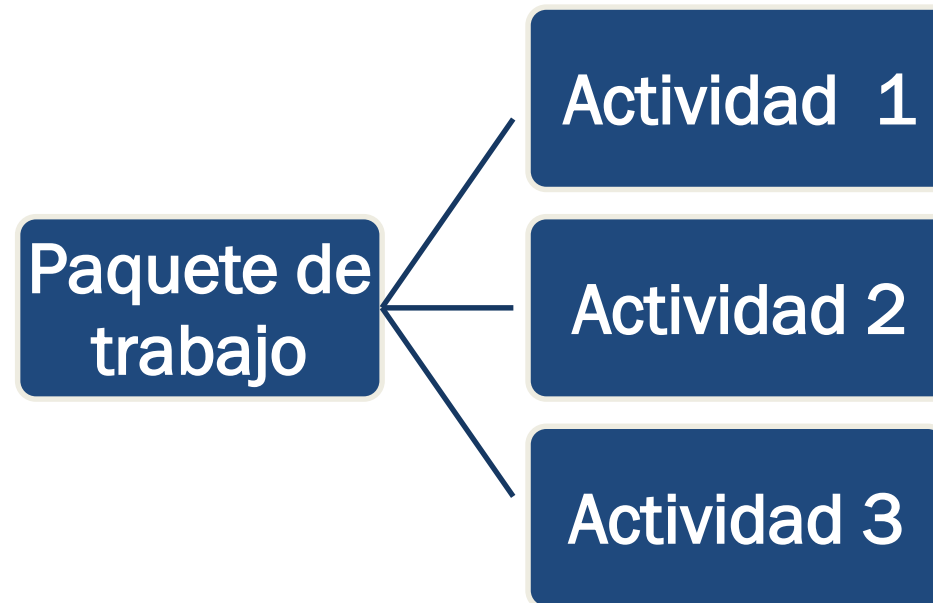 Actividad 1
Paquete de
trabajo
Actividad 2
Actividad 3